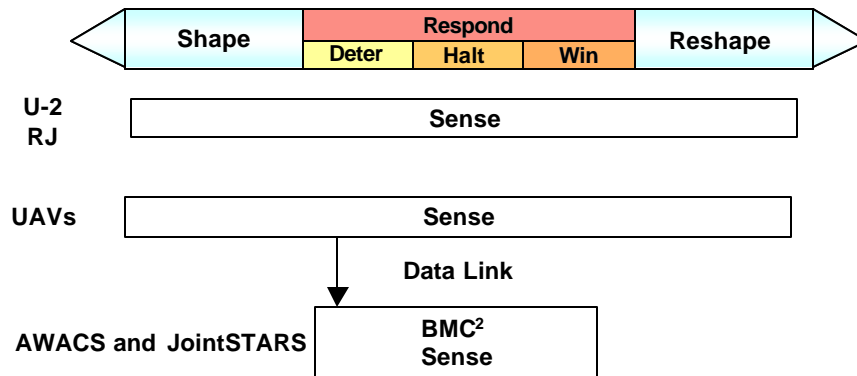 Shape
Respond
Reshape
Deter
Halt
Win
U-2
RJ
Sense
UAVs
Sense
Data Link
AWACS and JointSTARS
BMC²
Sense